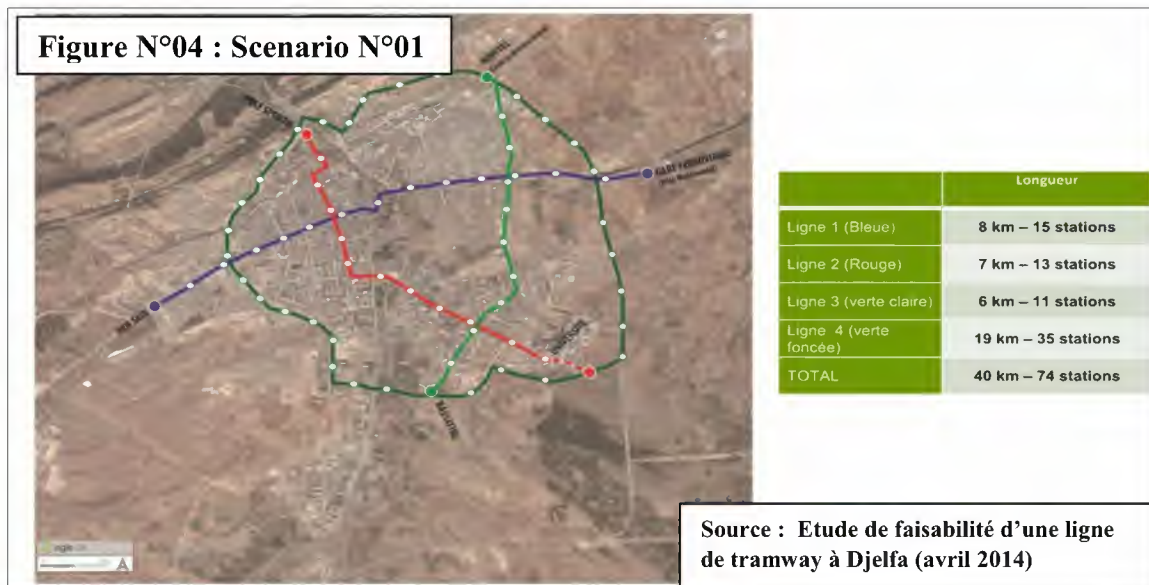 Figure N°04 : Scenario N°01
BASSATIN
Longueur
Ligne 1 (Bleue) 8 km – 15 stations
Ligne 2 (Rouge) 7 km – 13 stations
Ligne 3 (verte claire) 6 km – 11 stations
Ligne 4 (verte
foncée) 19 km – 35 stations
TOTAL 40 km – 74 stations
A
Source : Etude de faisabilité d'une ligne
de tramway à Djelfa (avril 2014)